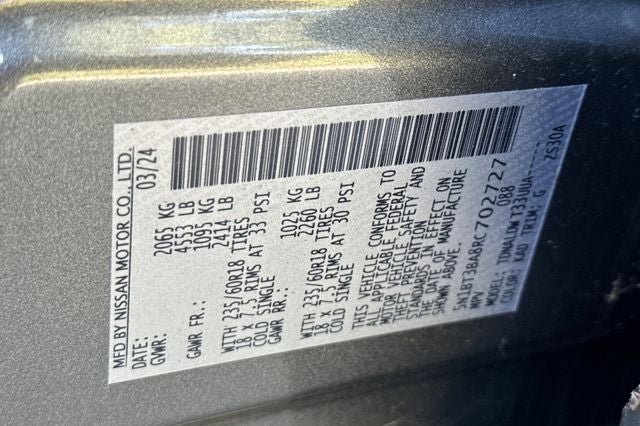 MFD BY NISSAN MOTOR CO., LTD.
DATE: 03/24
GVWR: 2065 KG
4553 LB
GAWR FR.: 1095 KG
2414 LB
WITH 235/60R18 TIRES
18 X 7.5 RIMS AT 33 PSI
COLD SINGLE
GAWR RR.: 1025 KG
2260 LB
WITH 235/60R18 TIRES
18 X 7.5 RIMS AT 30 PSI
COLD SINGLE
THIS VEHICLE CONFORMS TO
ALL APPLICABLE FEDERAL
MOTOR VEHICLE SAFETY AND
THEFT PREVENTION
STANDARDS IN EFFECT ON
THE DATE OF MANUFACTURE
SHOWN ABOVE.
5N1BT3BA8RC702727
MPV 088
MODEL:
COLOR: KAD TRIM: G ZS30A